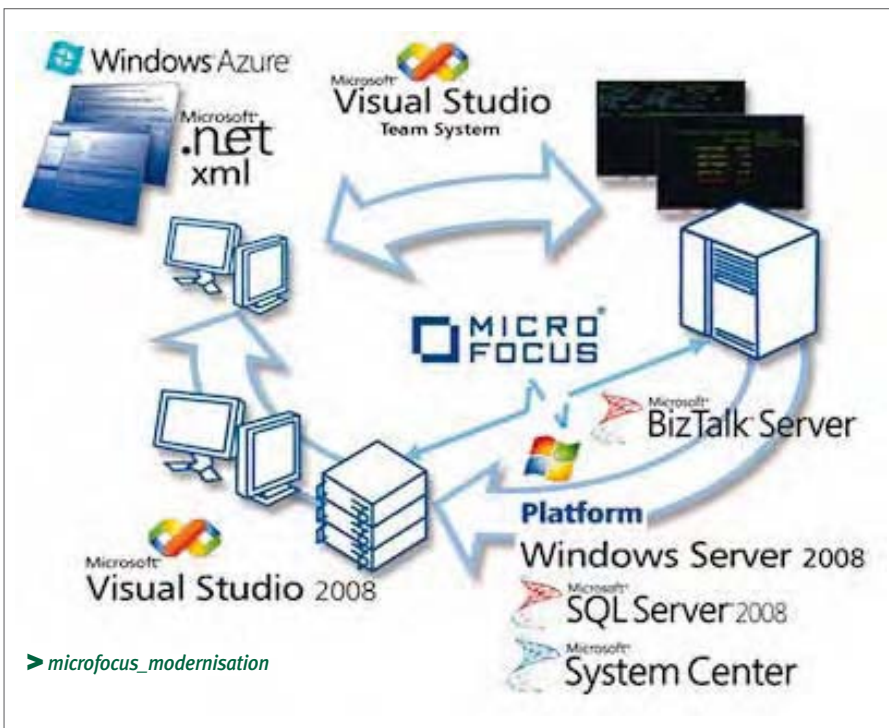 Windows Azure
Microsoft
.net
xml
Microsoft
Visual Studio
Team System
MICRO
FOCUS
Microsoft
BizTalk Server
Platform
Windows Server 2008
Microsoft
SQL Server 2008
Microsoft
System Center
Microsoft
Visual Studio 2008
> microfocus_modernisation